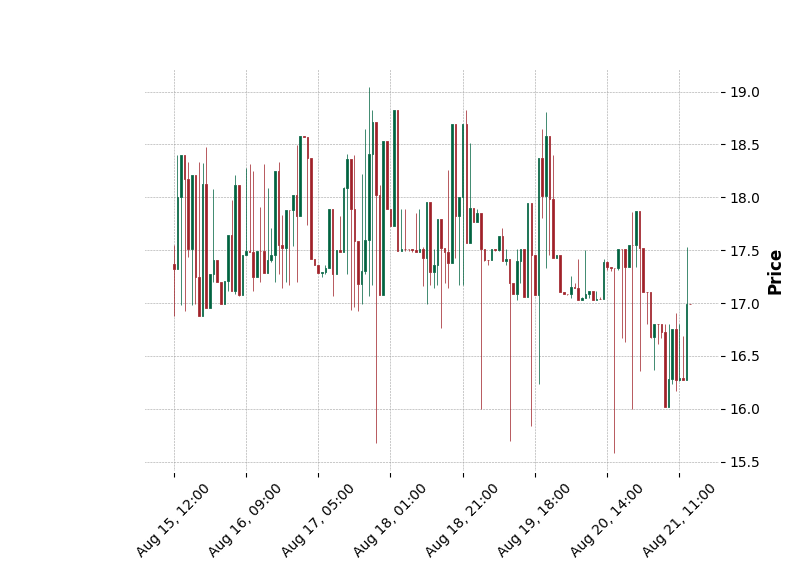 19.0
18.5
18.0
17.5
17.0
16.5
16.0
15.5
Price
Aug 15, 12:00
Aug 16, 09:00
Aug 17, 05:00
Aug 18, 01:00
Aug 18, 21:00
Aug 19, 18:00
Aug 20, 14:00
Aug 21, 11:00